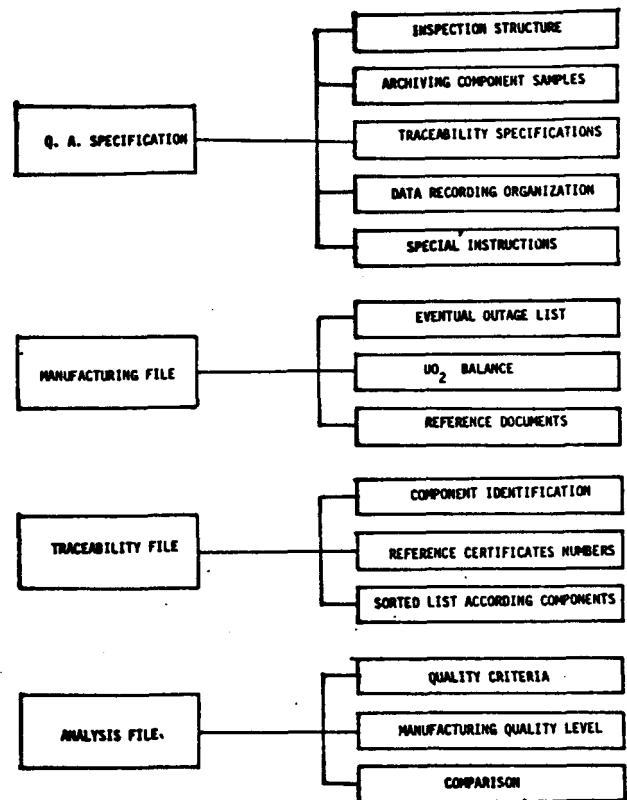 Q. A. SPECIFICATION
INSPECTION STRUCTURE
ARCHIVING COMPONENT SAMPLES
TRACEABILITY SPECIFICATIONS
DATA RECORDING ORGANIZATION
SPECIAL INSTRUCTIONS
MANUFACTURING FILE
EVENTUAL OUTAGE LIST
UO2 BALANCE
REFERENCE DOCUMENTS
TRACEABILITY FILE
COMPONENT IDENTIFICATION
REFERENCE CERTIFICATES NUMBERS
SORTED LIST ACCORDING COMPONENTS
ANALYSIS FILE.
QUALITY CRITERIA
MANUFACTURING QUALITY LEVEL
COMPARISON